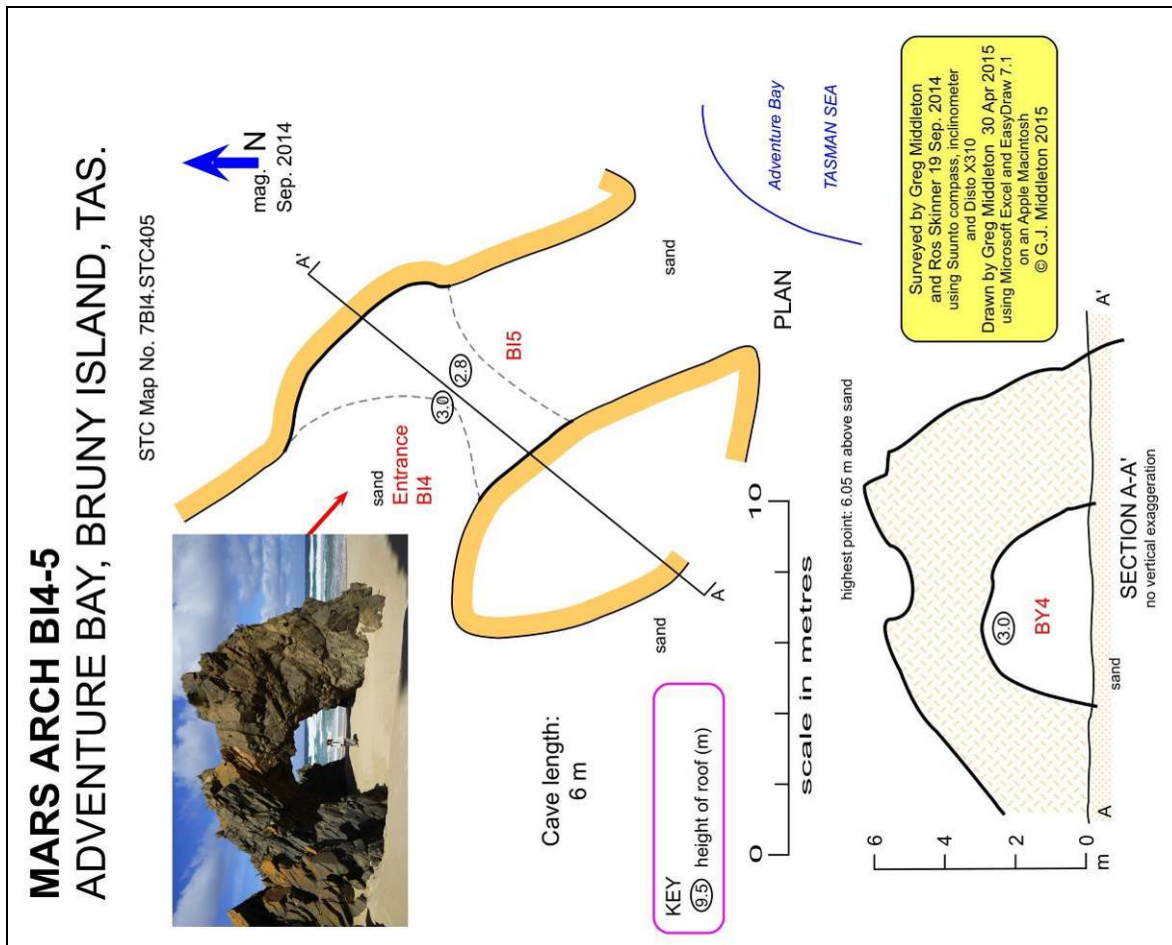 MARS ARCH BI4-5
ADVENTURE BAY, BRUNY ISLAND, TAS.
STC Map No. 7BI4.STC405
mag. N
Sep. 2014
A'
sand
Entrance
BI4
3.0
2.8
BI5
sand
Adventure Bay
TASMAN SEA
sand
A
PLAN
Cave length:
6 m
KEY
9.5 height of roof (m)
0
10
scale in metres
highest point: 6.05 m above sand
6
4
2
0
m
3.0
BY4
sand
A
A'
SECTION A-A'
no vertical exaggeration
Surveyed by Greg Middleton
and Ros Skinner 19 Sep. 2014
using Suunto compass, inclinometer
and Disto X310
Drawn by Greg Middleton 30 Apr 2015
using Microsoft Excel and EasyDraw 7.1
on an Apple Macintosh
© G.J. Middleton 2015